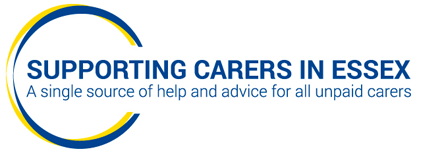 SUPPORTING CARERS IN ESSEX
A single source of help and advice for all unpaid carers